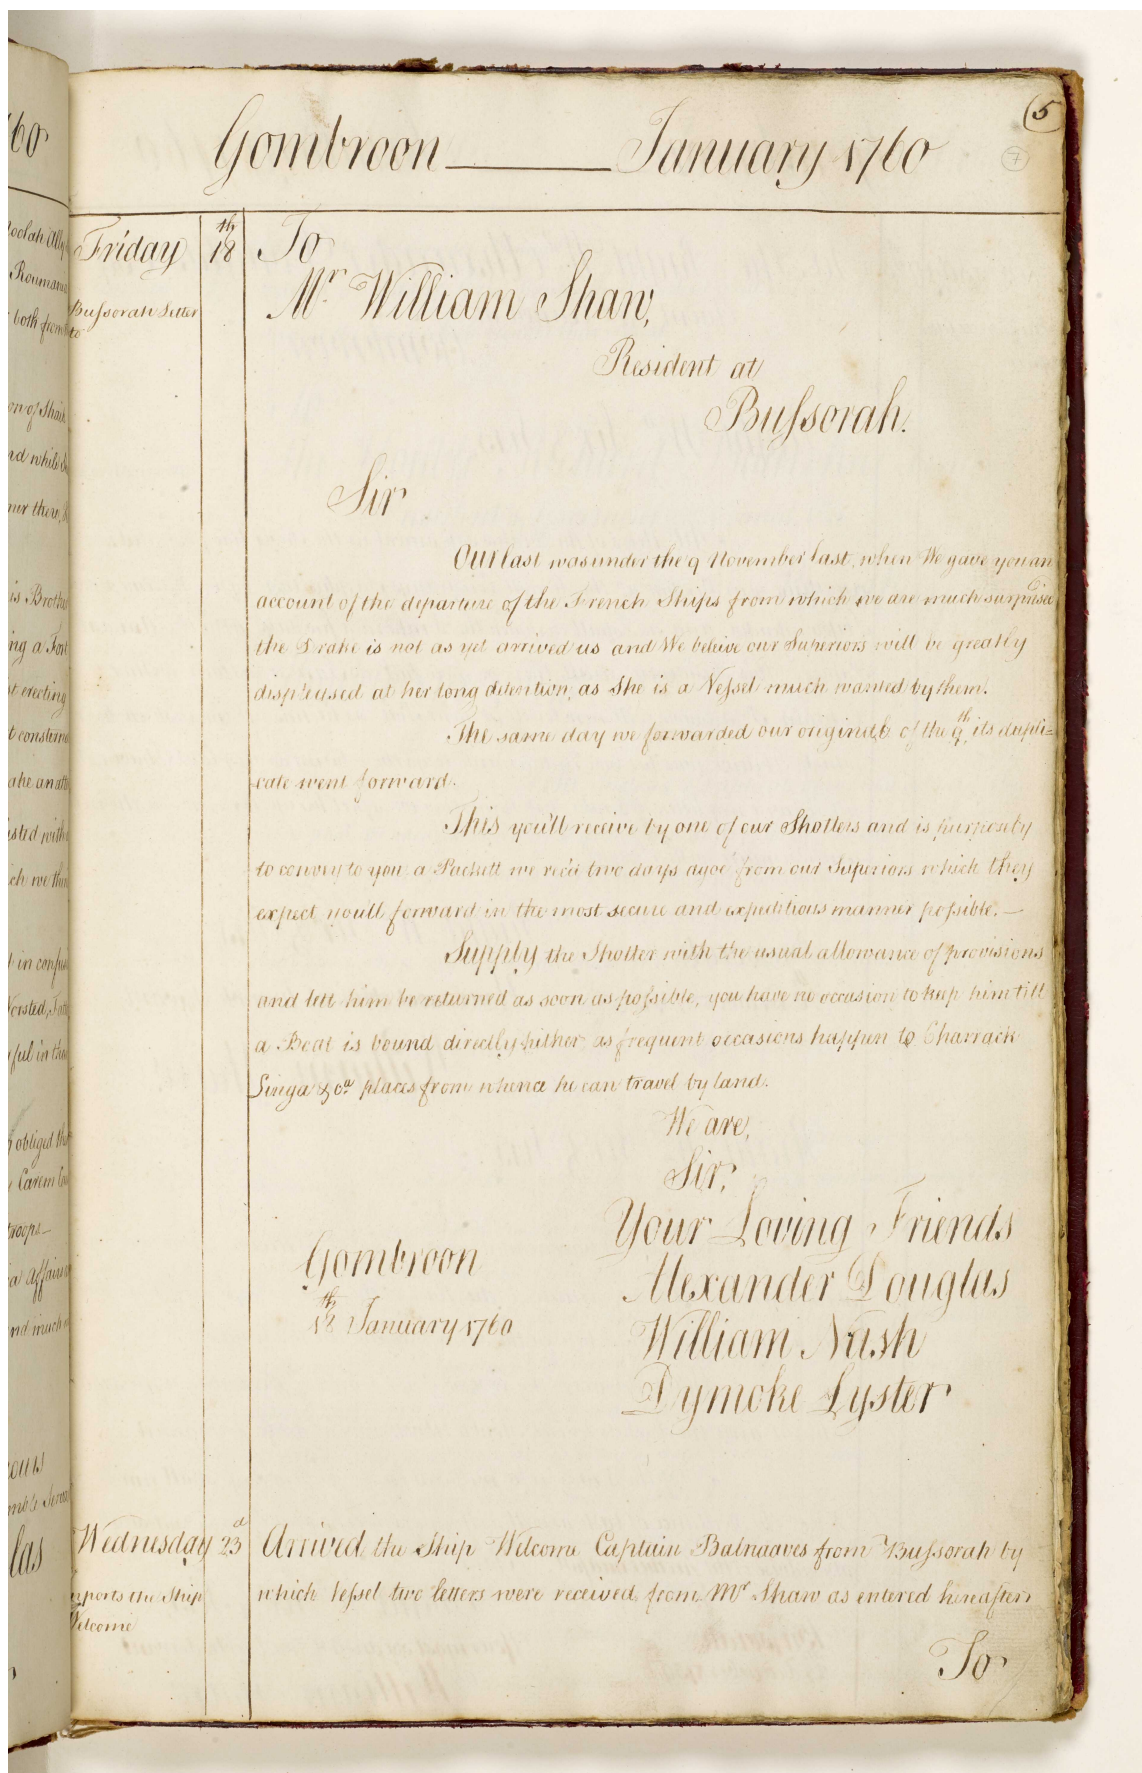 (5
7
Gombroon January 1760
60
Friday 18th To
Bussorah Letter
to
Mr. William Shaw,
Resident at
Bussorah.
Sir
Our last was under the 9 November last, when We gave you an
account of the departure of the French Ships from which we are much surprised
the Drake is not as yet arrived us and We beleive our Superiors will be greatly
displeased at her long detention, as She is a Vessel much wanted by them.
The same day we forwarded our original of the 9th, its dupli=
=cate went forward.
This you'll receive by one of our Shotters and is purposely
to convey to you a Packett we rec'd two days agoe from our Superiors which they
expect you'll forward in the most secure and expeditious manner possible.—
Supply the Shotter with the usual allowance of provisions
and lett him be returned as soon as possible, you have no occasion to keep him till
a Boat is bound directly hither as frequent occasions happen to Charrack
Linga & ca. places from whence he can travel by land.
We are,
Sir,
Your Loving Friends
Gombroon Alexander Douglas
18th January 1760 William Nash
Dymoke Lyster
Wednesday 23d Arrived the Ship Welcome Captain Balnaaves from Bussorah by
which Vessel two letters were received from Mr Shaw as entered hereafter
Imports the Ship
Welcome
To